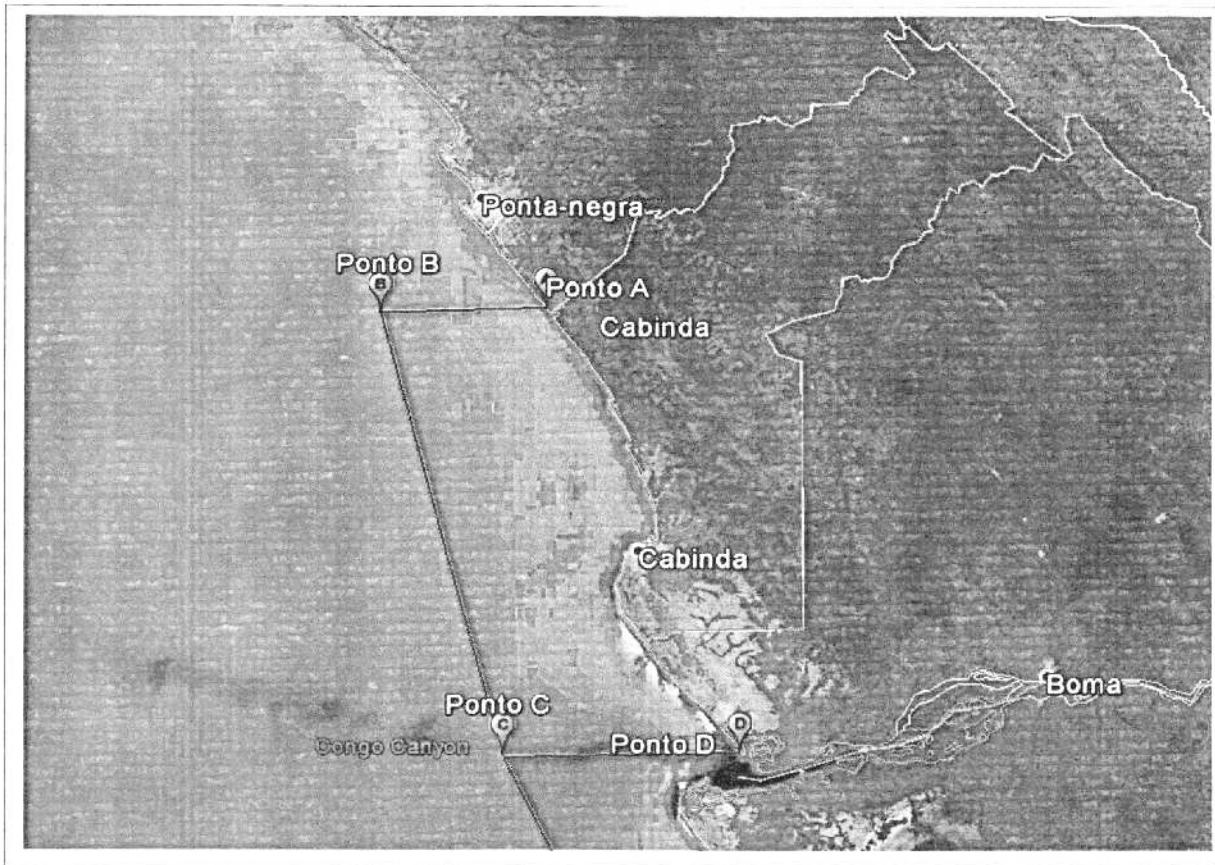 Ponta-negra
Ponto B
B
Ponto A
Cabinda
Cabinda
Ponto C
C
Boma
Congo Canyon
Ponto D
D